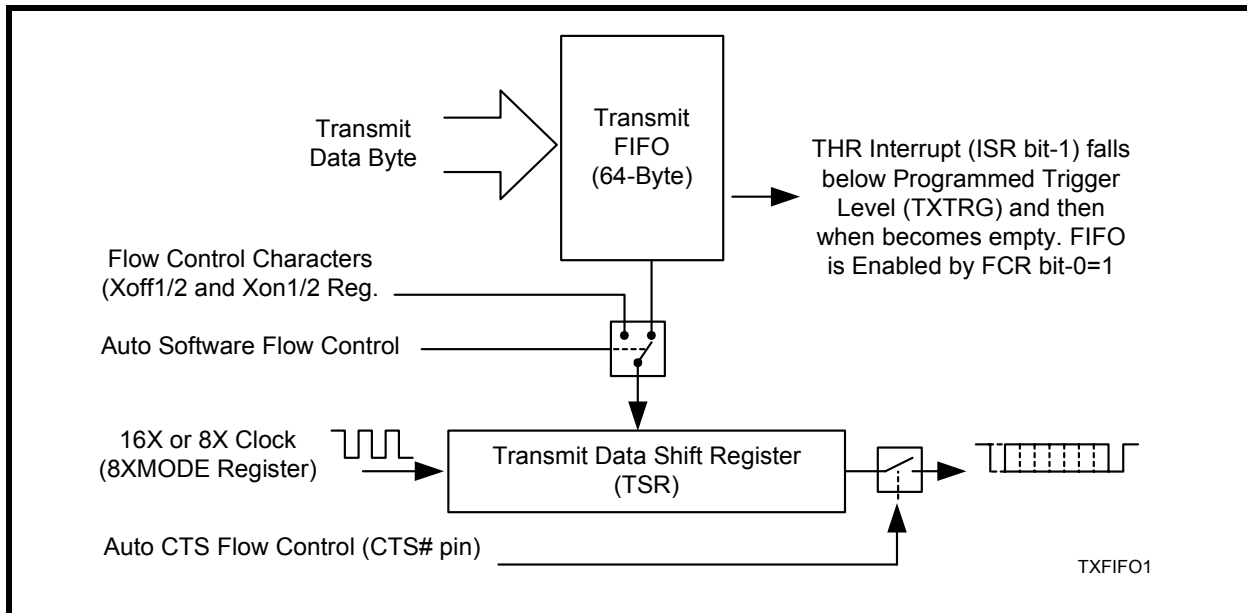 Transmit
Data Byte
Transmit
FIFO
(64-Byte)
THR Interrupt (ISR bit-1) falls
below Programmed Trigger
Level (TXTRG) and then
when becomes empty. FIFO
is Enabled by FCR bit-0=1
Flow Control Characters
(Xoff1/2 and Xon1/2 Reg.
Auto Software Flow Control
16X or 8X Clock
(8XMODE Register)
Transmit Data Shift Register
(TSR)
Auto CTS Flow Control (CTS# pin)
TXFIFO1